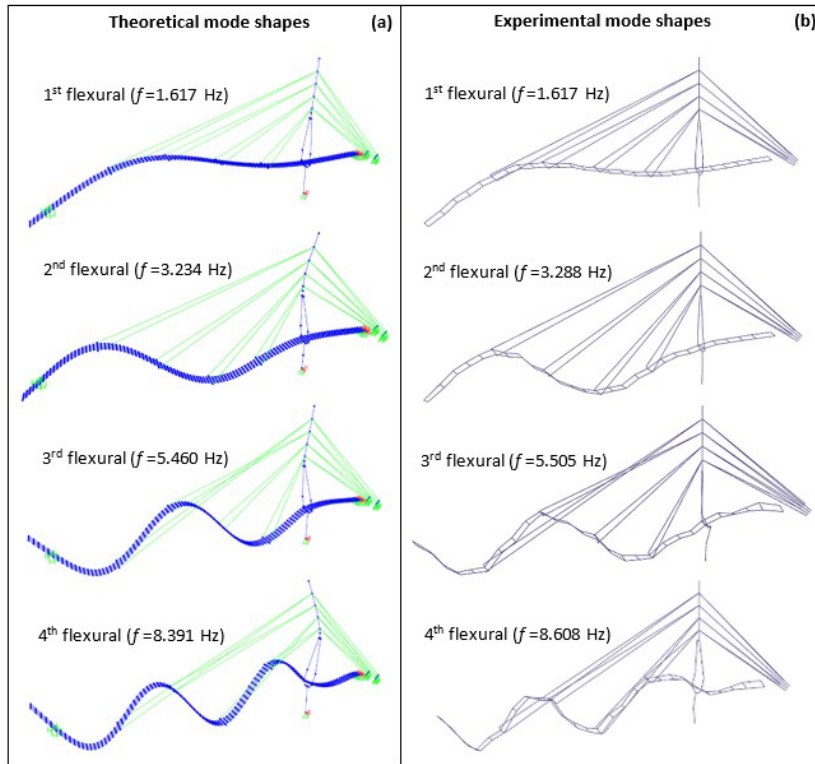 Theoretical mode shapes (a)
1st flexural (f=1.617 Hz)
2nd flexural (f=3.234 Hz)
3rd flexural (f=5.460 Hz)
4th flexural (f=8.391 Hz)
Experimental mode shapes (b)
1st flexural (f=1.617 Hz)
2nd flexural (f=3.288 Hz)
3rd flexural (f=5.505 Hz)
4th flexural (f=8.608 Hz)